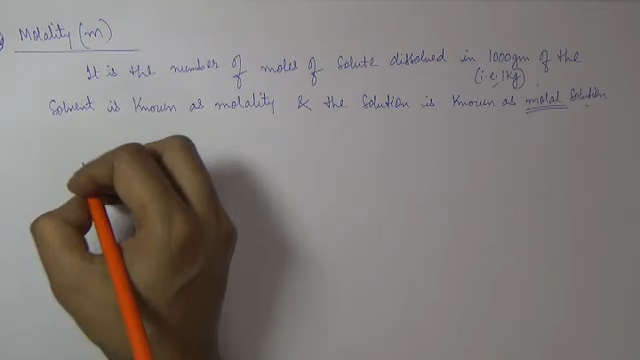 Molality (m)
It is the number of moles of solute dissolved in 1000gm of the
(i.e. 1Kg)
Solvent is Known as molality & the solution is known as molal solution